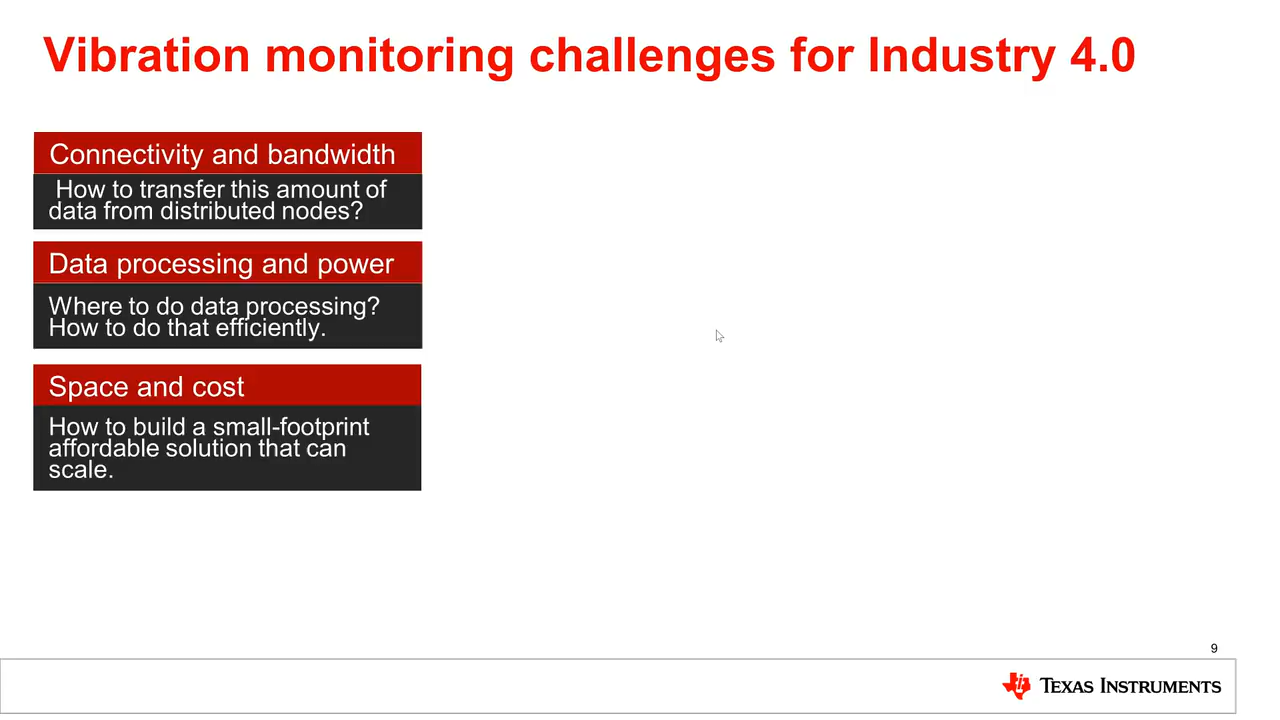 Vibration monitoring challenges for Industry 4.0
Connectivity and bandwidth
How to transfer this amount of
data from distributed nodes?
Data processing and power
Where to do data processing?
How to do that efficiently.
Space and cost
How to build a small-footprint
affordable solution that can
scale.
9
TEXAS INSTRUMENTS